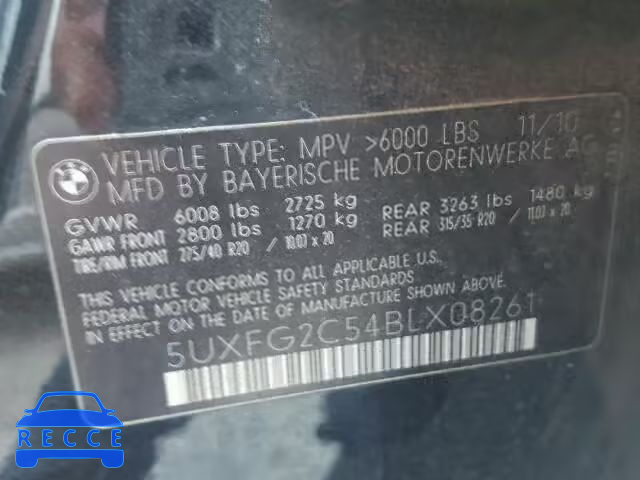 BMW
VEHICLE TYPE: MPV >6000 LBS 11/10
MFD BY BAYERISCHE MOTORENWERKE AG
GVWR 6008 lbs 2725 kg
GAWR FRONT 2800 lbs 1270 kg REAR 3263 lbs 1480 kg
TIRE/RIM FRONT 275/40 R20 / 10.0J x 20 REAR 315/35 R20 / 11.0J x 20
THIS VEHICLE CONFORMS TO ALL APPLICABLE U.S.
FEDERAL MOTOR VEHICLE SAFETY STANDARDS
IN EFFECT ON THE DATE OF MANUFACTURE SHOWN ABOVE.
5UXFG2C54BLX08261
RECCE